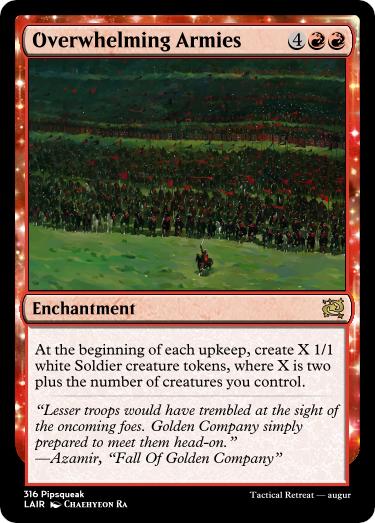 Overwhelming Armies 4
Enchantment
At the beginning of each upkeep, create X 1/1
white Soldier creature tokens, where X is two
plus the number of creatures you control.
“Lesser troops would have trembled at the sight of
the oncoming foes. Golden Company simply
prepared to meet them head-on.”
—Azamir, “Fall Of Golden Company”
316 Pipsqueak
LAIR Chaehyeon Ra
Tactical Retreat — augur